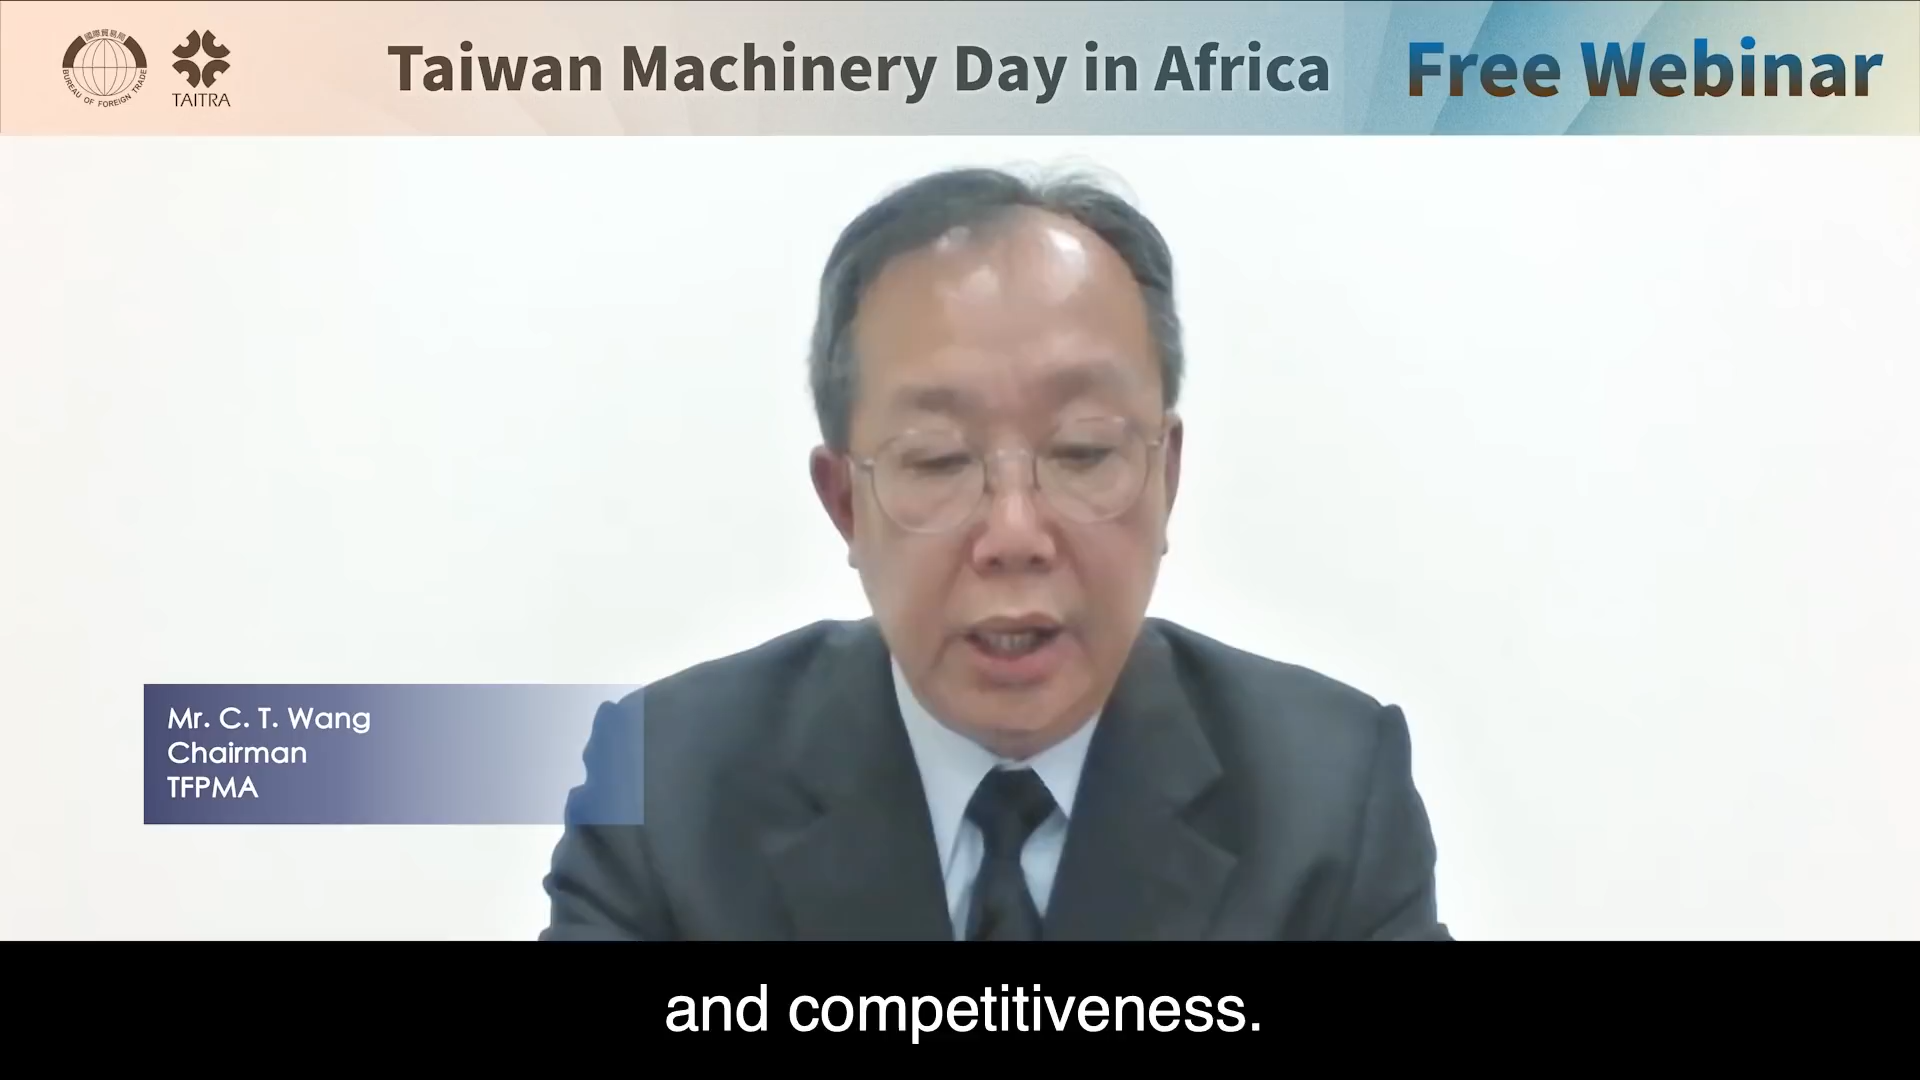 國際貿易局
BUREAU OF FOREIGN TRADE
TAITRA
Taiwan Machinery Day in Africa
Free Webinar
Mr. C. T. Wang
Chairman
TFPMA
and competitiveness.